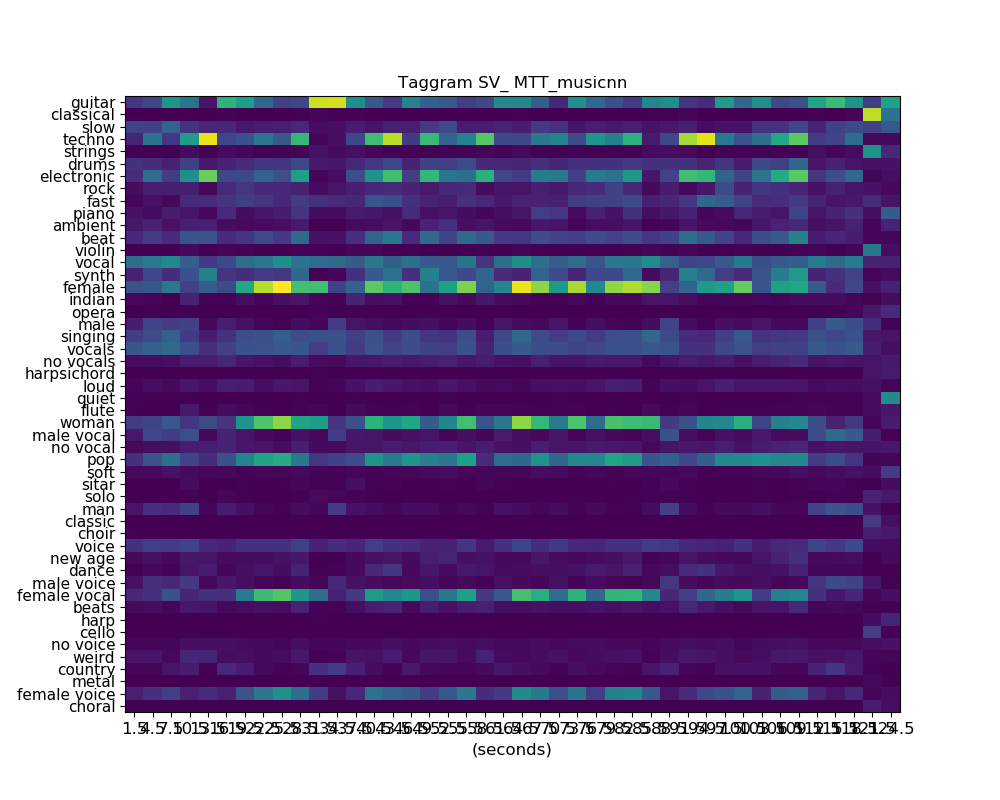 Taggram SV_ MTT_musicnn
guitar
classical
slow
techno
strings
drums
electronic
rock
fast
piano
ambient
beat
violin
vocal
synth
female
indian
opera
male
singing
vocals
no vocals
harpsichord
loud
quiet
flute
woman
male vocal
no vocal
pop
soft
sitar
solo
man
classic
choir
voice
new age
dance
male voice
female vocal
beats
harp
cello
no voice
weird
country
metal
female voice
choral
(seconds)